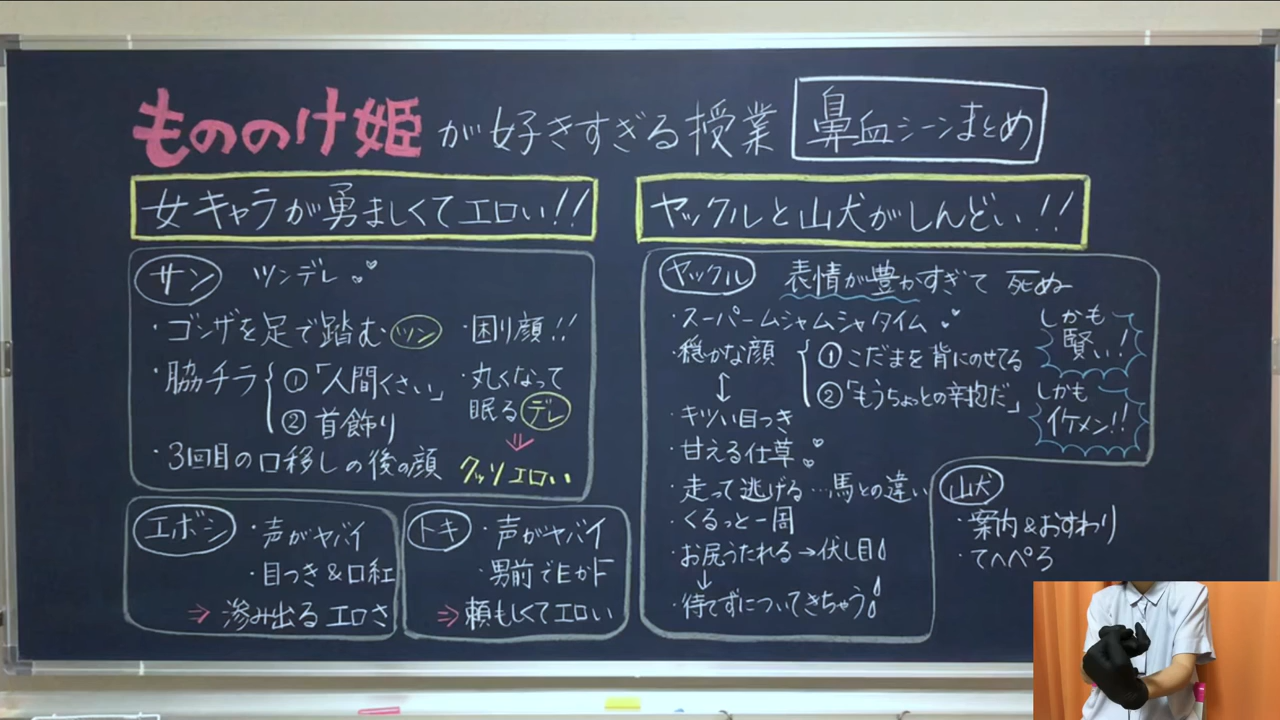 もののけ姫が好きすぎる授業 鼻血シーンまとめ
女キャラが勇ましくてエロい!!
サン ツンデレ
・ゴンザを足で踏む ツン
・脇チラ ①「人間くさい」
② 首飾り
・3回目の口移しの後の顔
・困り顔!!
・丸くなって
眠る デレ
⇓
クッソエロい
エボシ ・声がヤバイ
・目つき&口紅
⇒ 滲み出るエロさ
トキ ・声がヤバイ
・男前でEかF
⇒ 頼もしくてエロい
ヤックルと山犬がしんどい!!
ヤックル 表情が豊かすぎて 死ぬ
・スーパームシャムシャタイム
・穏かな顔 ① こだまを背にのせてる
② 「もうちょっとの辛抱だ」
↕
・キツい目つき
・甘える仕草
・走って逃げる…馬との違い
・くるっと一周
・お尻うたれる→伏し目
↓
・待てずについてきちゃう
しかも
賢い!
しかも
イケメン!!
山犬
・案内&おすわり
・てへぺろ